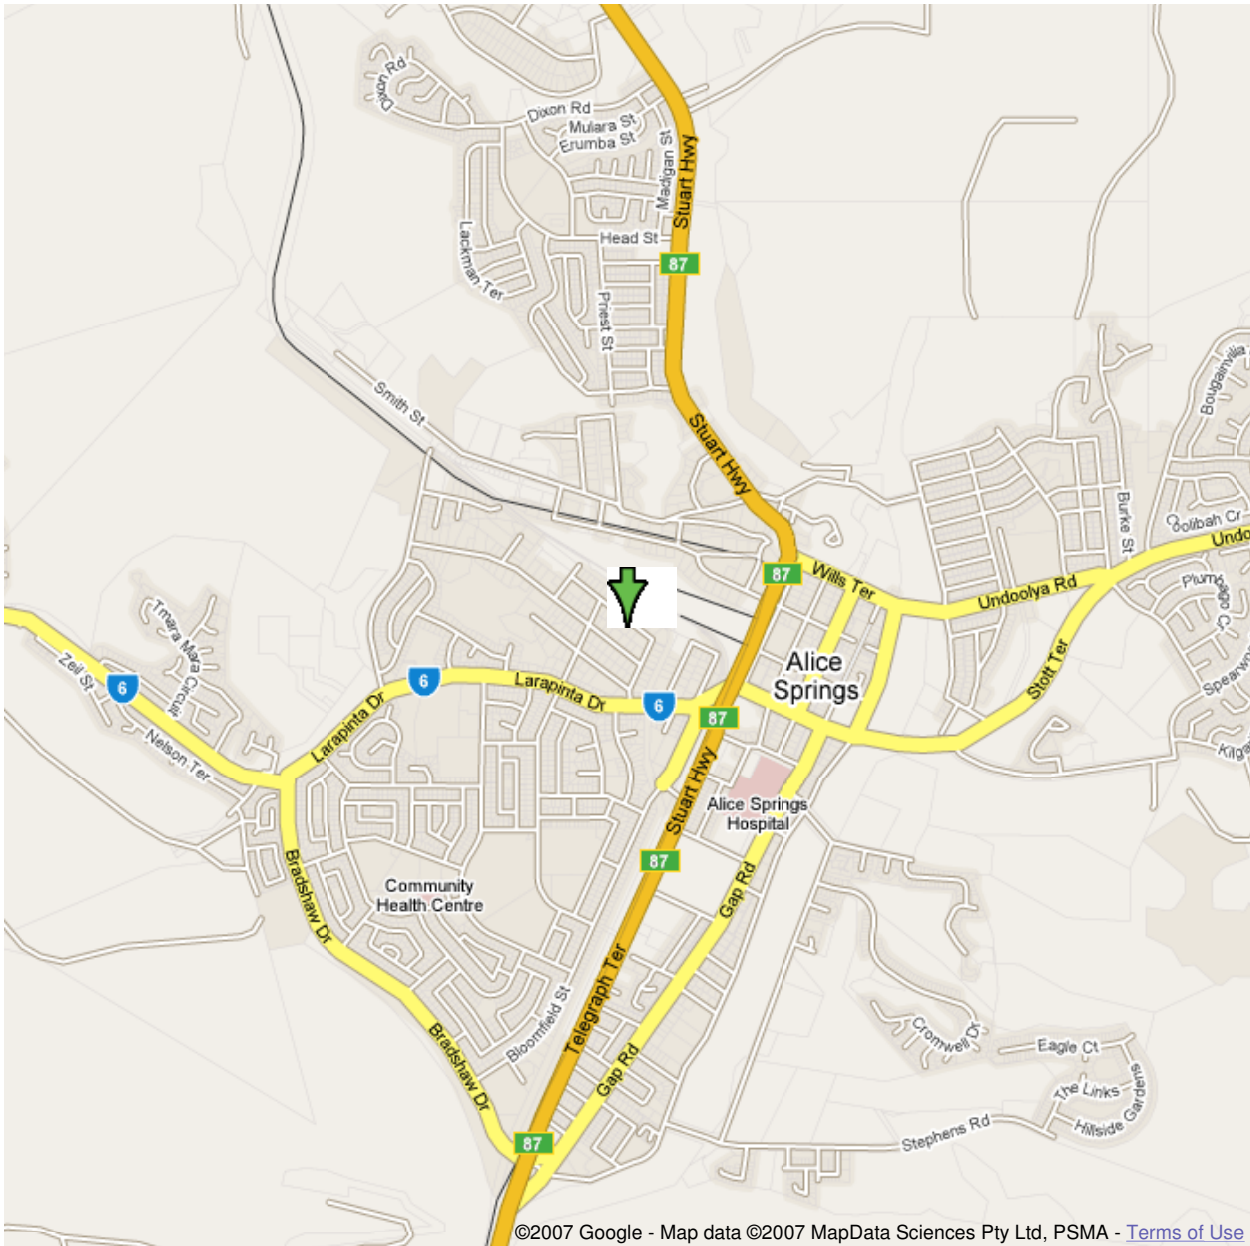 Dixon Rd
Dixon Rd
Dixon Rd
Mulara St
Erumba St
Madigan St
Stuart Hwy
Head St
87
Lackman Ter
Priest St
Smith St
Stuart Hwy
Bougainvilia
Burke St
Coolibah Cr
Undo
87
Wills Ter
Undoolya Rd
Plumbago Cr
Tmara Mara Circuit
Zeil St
6
6
Larapinta Dr
6
Alice
Springs
Stott Ter
Spearwo
Larapinta Dr
87
Nelson Ter
Kilga
Stuart Hwy
Alice Springs
Hospital
87
Bradshaw Dr
Community
Health Centre
Gap Rd
Telegraph Ter
Bloomfield St
Bradshaw Dr
Gap Rd
Cromwell Dr
Eagle Ct
The Links
Hillside Gardens
Stephens Rd
87
©2007 Google - Map data ©2007 MapData Sciences Pty Ltd, PSMA - Terms of Use